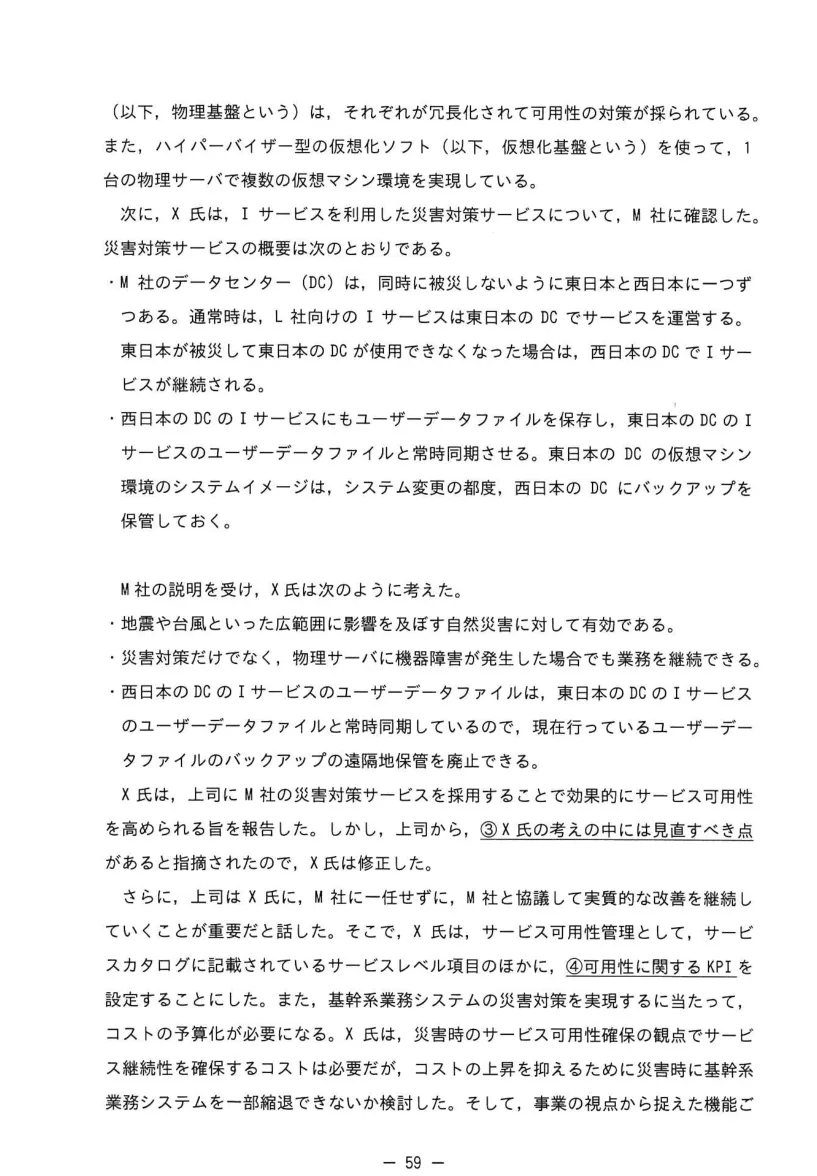 （以下，物理基盤という）は，それぞれが冗長化されて可用性の対策が採られている。
また，ハイパーバイザー型の仮想化ソフト（以下，仮想化基盤という）を使って，1
台の物理サーバで複数の仮想マシン環境を実現している。
次に，X 氏は，I サービスを利用した災害対策サービスについて，M 社に確認した。
災害対策サービスの概要は次のとおりである。
・M 社のデータセンター（DC）は，同時に被災しないように東日本と西日本に一つず
つある。通常時は，L 社向けの I サービスは東日本の DC でサービスを運営する。
東日本が被災して東日本の DC が使用できなくなった場合は，西日本の DC で I サー
ビスが継続される。
・西日本の DC の I サービスにもユーザーデータファイルを保存し，東日本の DC の I
サービスのユーザーデータファイルと常時同期させる。東日本の DC の仮想マシン
環境のシステムイメージは，システム変更の都度，西日本の DC にバックアップを
保管しておく。
M 社の説明を受け，X 氏は次のように考えた。
・地震や台風といった広範囲に影響を及ぼす自然災害に対して有効である。
・災害対策だけでなく，物理サーバに機器障害が発生した場合でも業務を継続できる。
・西日本の DC の I サービスのユーザーデータファイルは，東日本の DC の I サービス
のユーザーデータファイルと常時同期しているので，現在行っているユーザーデー
タファイルのバックアップの遠隔地保管を廃止できる。
X 氏は，上司に M 社の災害対策サービスを採用することで効果的にサービス可用性
を高められる旨を報告した。しかし，上司から，③X 氏の考えの中には見直すべき点
があると指摘されたので，X 氏は修正した。
さらに，上司は X 氏に，M 社に一任せずに，M 社と協議して実質的な改善を継続し
ていくことが重要だと話した。そこで，X 氏は，サービス可用性管理として，サービ
スカタログに記載されているサービスレベル項目のほかに，④可用性に関する KPI を
設定することにした。また，基幹系業務システムの災害対策を実現するに当たって，
コストの予算化が必要になる。X 氏は，災害時のサービス可用性確保の観点でサービ
ス継続性を確保するコストは必要だが，コストの上昇を抑えるために災害時に基幹系
業務システムを一部縮退できないか検討した。そして，事業の視点から捉えた機能ご
― 59 ―